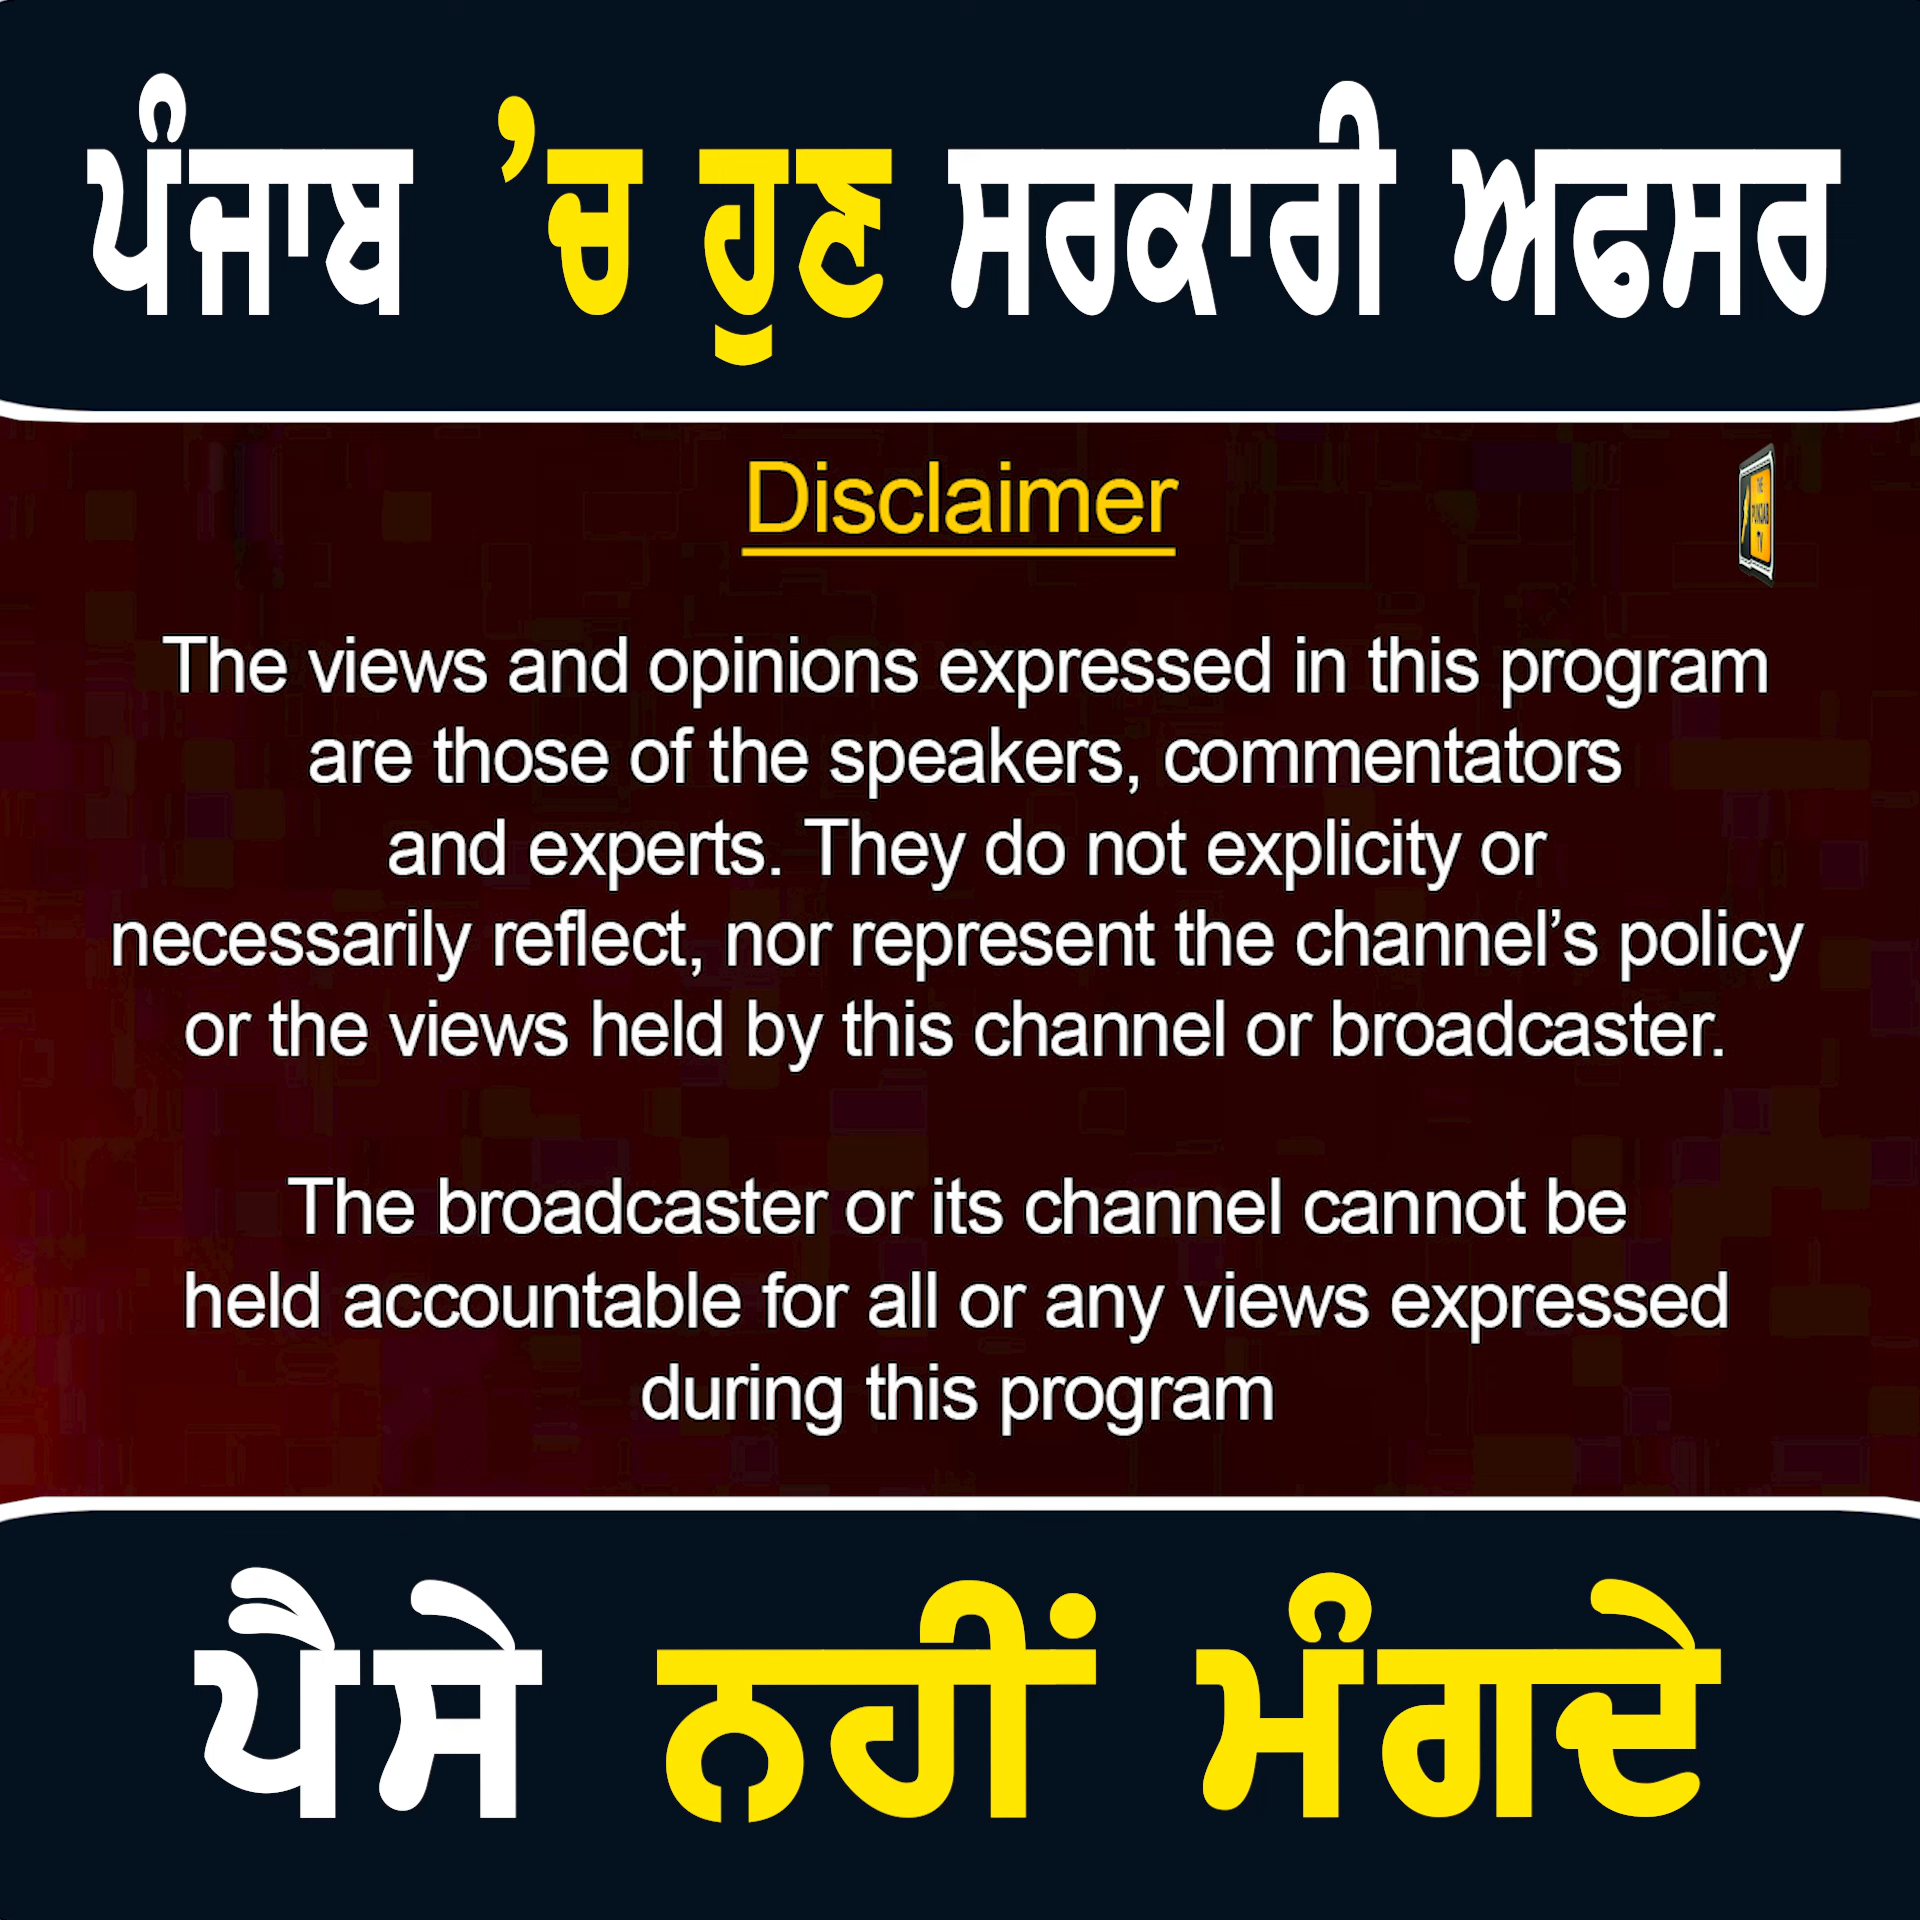 ਪੰਜਾਬ ’ਚ ਹੁਣ ਸਰਕਾਰੀ ਅਫਸਰ
Disclaimer
THE PUNJAB TV
The views and opinions expressed in this program
are those of the speakers, commentators
and experts. They do not explicity or
necessarily reflect, nor represent the channel’s policy
or the views held by this channel or broadcaster.
The broadcaster or its channel cannot be
held accountable for all or any views expressed
during this program
ਪੈਸੇ ਨਹੀਂ ਮੰਗਦੇ